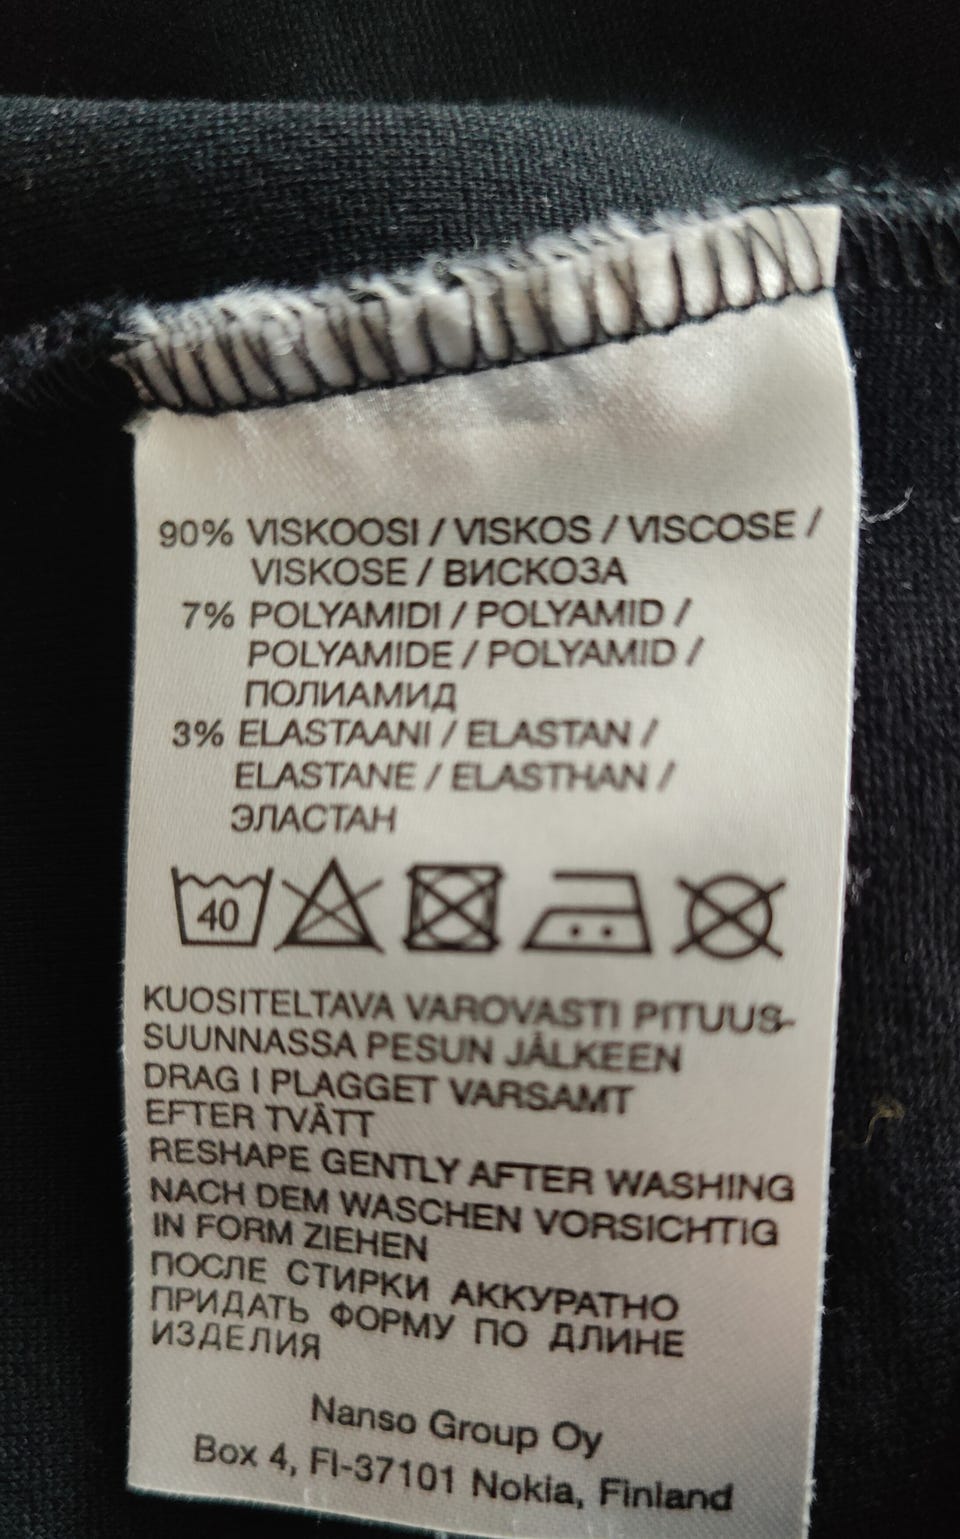 90% VISKOOSI / VISKOS / VISCOSE /
VISKOSE / ВИСКОЗА
7% POLYAMIDI / POLYAMID /
POLYAMIDE / POLYAMID /
ПОЛИАМИД
3% ELASTAANI / ELASTAN /
ELASTANE / ELASTHAN /
ЭЛАСТАН
40
KUOSITELTAVA VAROVASTI PITUUS-
SUUNNASSA PESUN JÄLKEEN
DRAG I PLAGGET VARSAMT
EFTER TVÄTT
RESHAPE GENTLY AFTER WASHING
NACH DEM WASCHEN VORSICHTIG
IN FORM ZIEHEN
ПОСЛЕ СТИРКИ АККУРАТНО
ПРИДАТЬ ФОРМУ ПО ДЛИНЕ
ИЗДЕЛИЯ
Nanso Group Oy
Box 4, FI-37101 Nokia, Finland